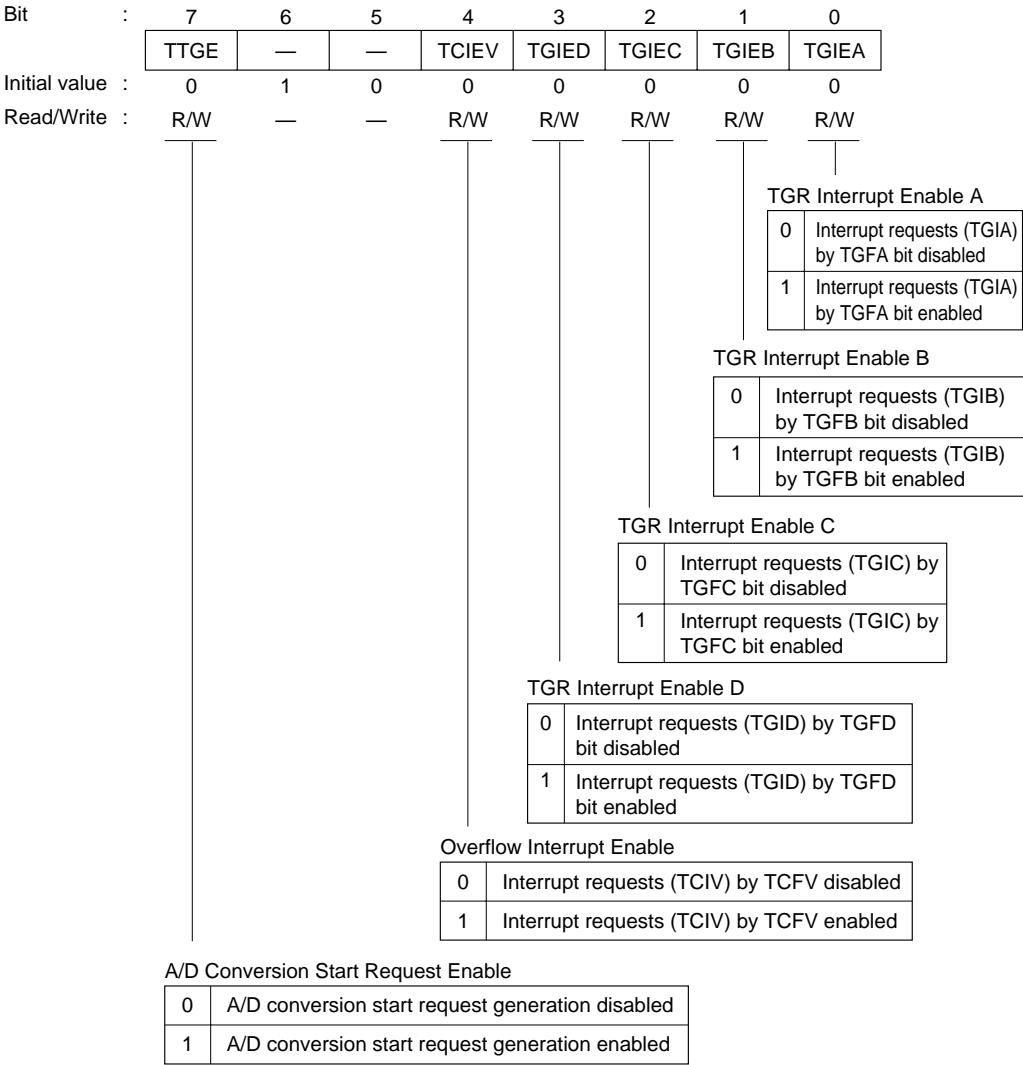 Bit : 7 6 5 4 3 2 1 0
TTGE — — TCIEV TGIED TGIEC TGIEB TGIEA
Initial value : 0 1 0 0 0 0 0 0
Read/Write : R/W — — R/W R/W R/W R/W R/W
TGR Interrupt Enable A
0 Interrupt requests (TGIA)
by TGFA bit disabled
1 Interrupt requests (TGIA)
by TGFA bit enabled
TGR Interrupt Enable B
0 Interrupt requests (TGIB)
by TGFB bit disabled
1 Interrupt requests (TGIB)
by TGFB bit enabled
TGR Interrupt Enable C
0 Interrupt requests (TGIC) by
TGFC bit disabled
1 Interrupt requests (TGIC) by
TGFC bit enabled
TGR Interrupt Enable D
0 Interrupt requests (TGID) by TGFD
bit disabled
1 Interrupt requests (TGID) by TGFD
bit enabled
Overflow Interrupt Enable
0 Interrupt requests (TCIV) by TCFV disabled
1 Interrupt requests (TCIV) by TCFV enabled
A/D Conversion Start Request Enable
0 A/D conversion start request generation disabled
1 A/D conversion start request generation enabled